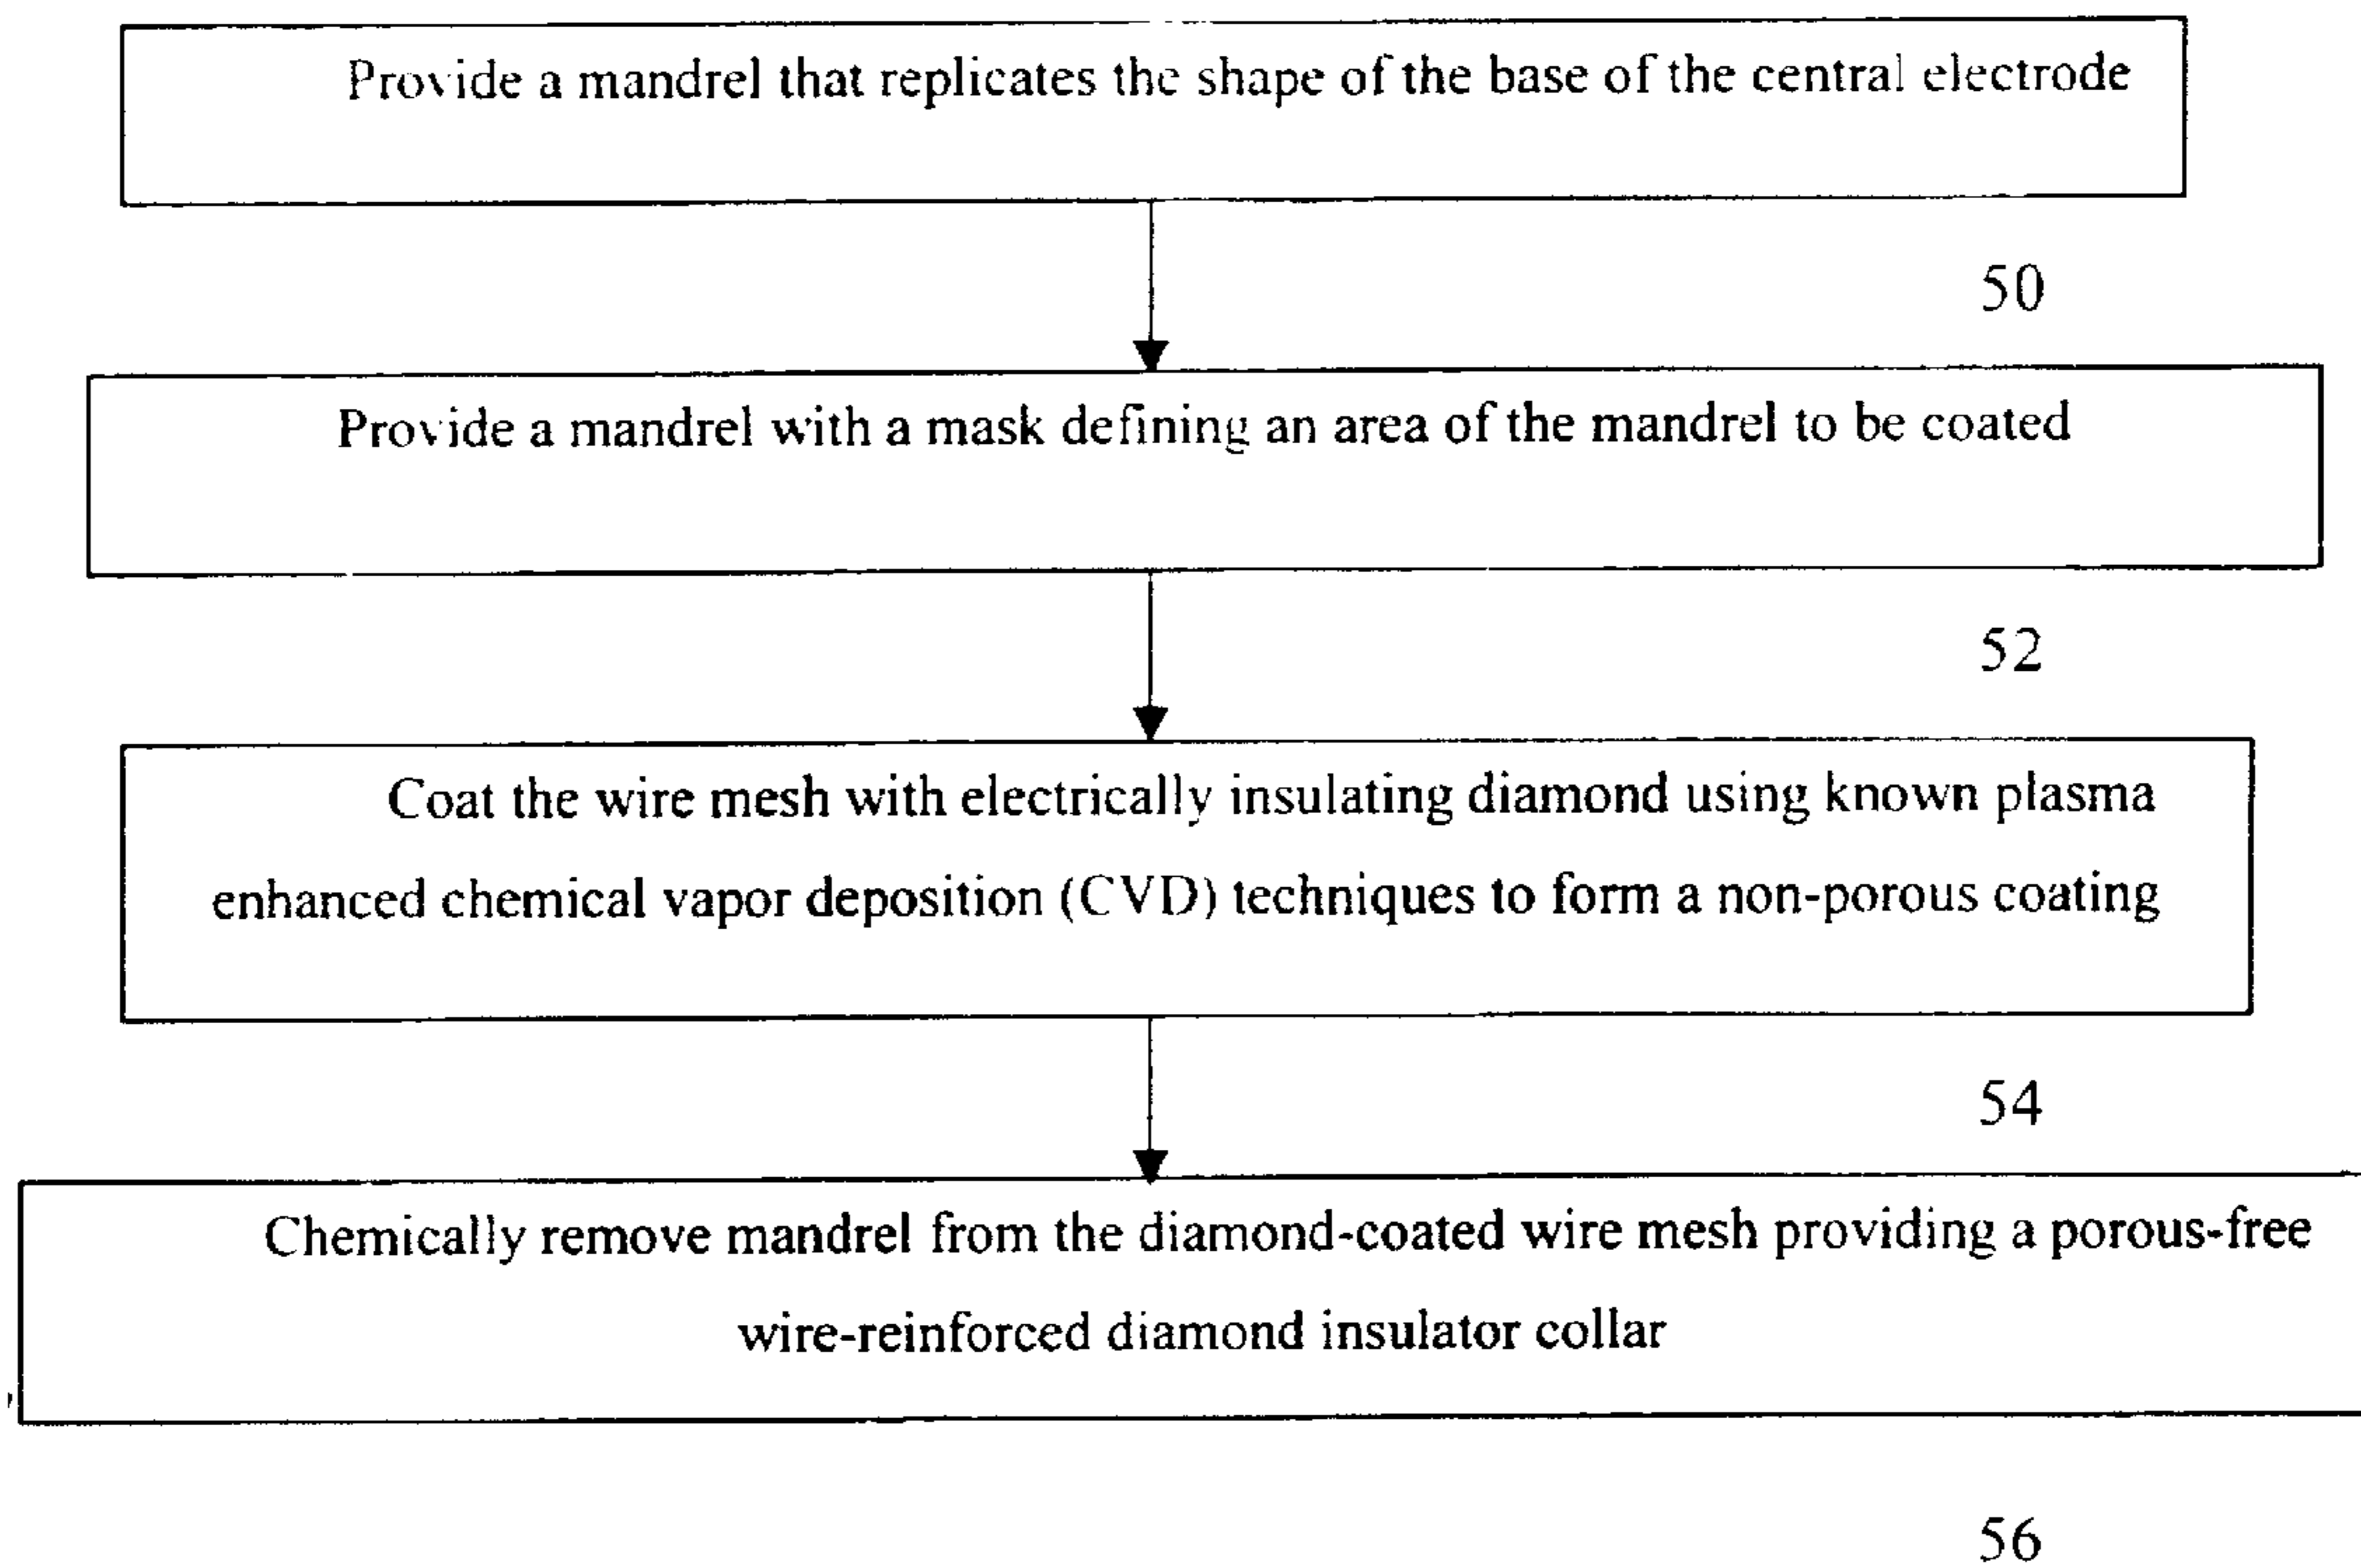 Provide a mandrel that replicates the shape of the base of the central electrode
50
Provide a mandrel with a mask defining an area of the mandrel to be coated
52
Coat the wire mesh with electrically insulating diamond using known plasma
enhanced chemical vapor deposition (CVD) techniques to form a non-porous coating
54
Chemically remove mandrel from the diamond-coated wire mesh providing a porous-free
wire-reinforced diamond insulator collar
56